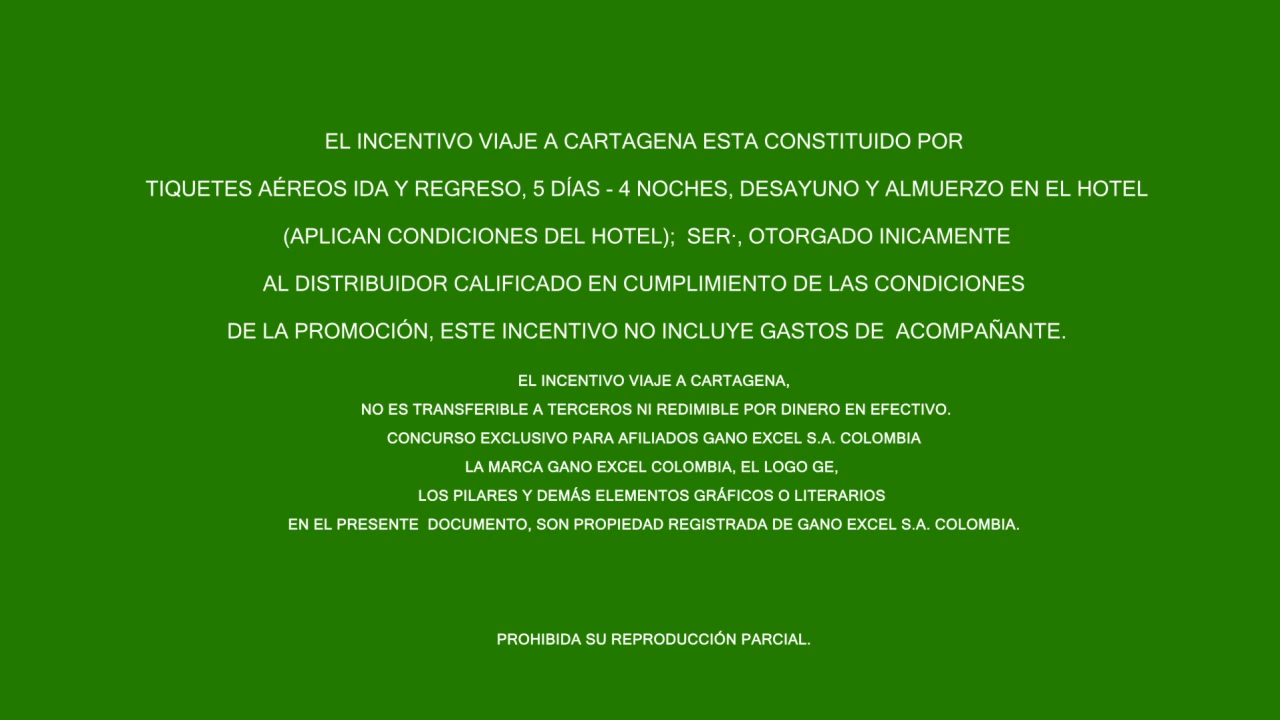 EL INCENTIVO VIAJE A CARTAGENA ESTA CONSTITUIDO POR
TIQUETES AÉREOS IDA Y REGRESO, 5 DÍAS - 4 NOCHES, DESAYUNO Y ALMUERZO EN EL HOTEL
(APLICAN CONDICIONES DEL HOTEL);  SER·, OTORGADO INICAMENTE
AL DISTRIBUIDOR CALIFICADO EN CUMPLIMIENTO DE LAS CONDICIONES
DE LA PROMOCIÓN, ESTE INCENTIVO NO INCLUYE GASTOS DE  ACOMPAÑANTE.
EL INCENTIVO VIAJE A CARTAGENA,
NO ES TRANSFERIBLE A TERCEROS NI REDIMIBLE POR DINERO EN EFECTIVO.
CONCURSO EXCLUSIVO PARA AFILIADOS GANO EXCEL S.A. COLOMBIA
LA MARCA GANO EXCEL COLOMBIA, EL LOGO GE,
LOS PILARES Y DEMÁS ELEMENTOS GRÁFICOS O LITERARIOS
EN EL PRESENTE  DOCUMENTO, SON PROPIEDAD REGISTRADA DE GANO EXCEL S.A. COLOMBIA.
PROHIBIDA SU REPRODUCCIÓN PARCIAL.